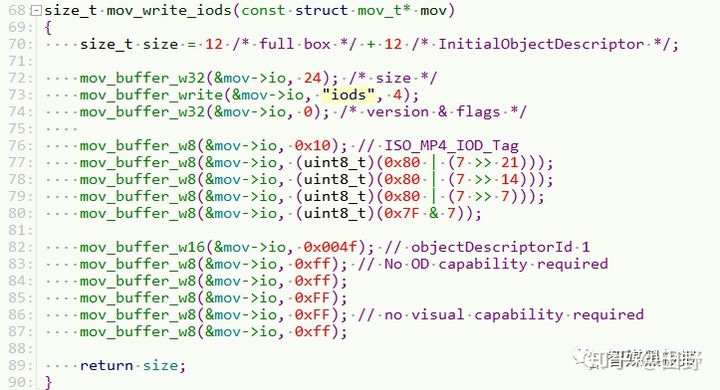 68: size_t mov_write_iods(const struct mov_t* mov)
69: {
70: size_t size = 12 /* full box */ + 12 /* InitialObjectDescriptor */;
71:
72: mov_buffer_w32(&mov->io, 24); /* size */
73: mov_buffer_write(&mov->io, "iods", 4);
74: mov_buffer_w32(&mov->io, 0); /* version & flags */
75:
76: mov_buffer_w8(&mov->io, 0x10); // ISO_MP4_IOD_Tag
77: mov_buffer_w8(&mov->io, (uint8_t)(0x80 | (7 >> 21)));
78: mov_buffer_w8(&mov->io, (uint8_t)(0x80 | (7 >> 14)));
79: mov_buffer_w8(&mov->io, (uint8_t)(0x80 | (7 >> 7)));
80: mov_buffer_w8(&mov->io, (uint8_t)(0x7F & 7));
81:
82: mov_buffer_w16(&mov->io, 0x004f); // objectDescriptorId 1
83: mov_buffer_w8(&mov->io, 0xff); // No OD capability required
84: mov_buffer_w8(&mov->io, 0xff);
85: mov_buffer_w8(&mov->io, 0xFF);
86: mov_buffer_w8(&mov->io, 0xFF); // no visual capability required
87: mov_buffer_w8(&mov->io, 0xff);
88:
89: return size;
90: }